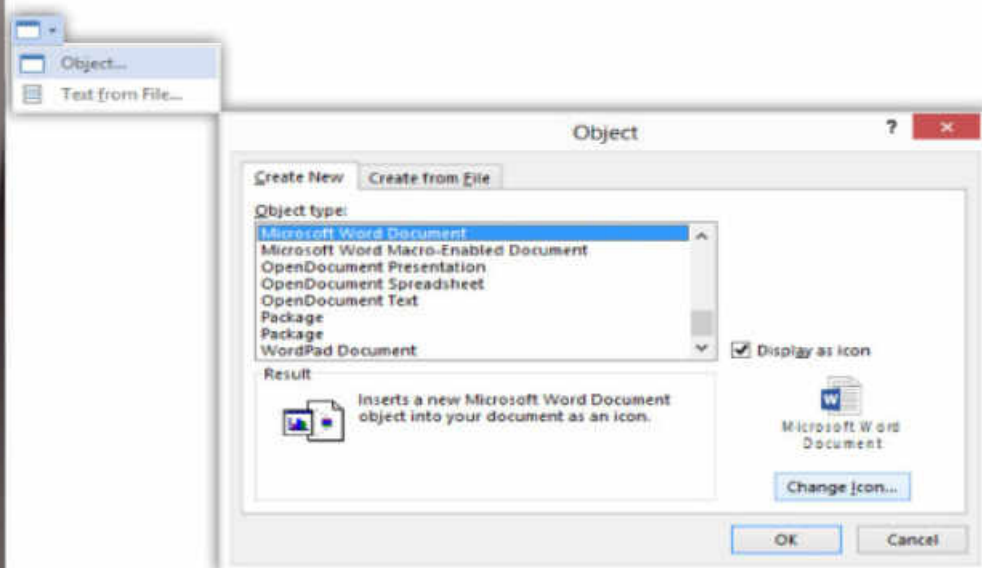 Object...
Text from File...
Object
?
Create New
Create from File
Object type:
Microsoft Word Document
Microsoft Word Macro-Enabled Document
OpenDocument Presentation
OpenDocument Spreadsheet
OpenDocument Text
Package
Package
WordPad Document
Display as icon
Result
Inserts a new Microsoft Word Document
object into your document as an icon.
W
Microsoft Word
Document
Change Icon...
OK
Cancel